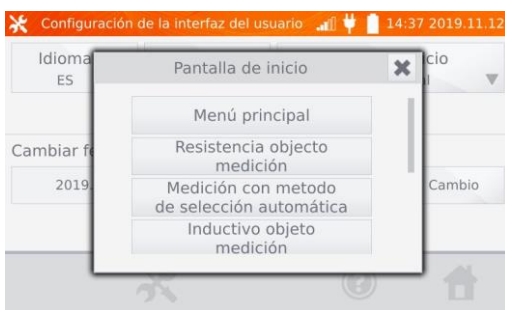 Configuración de la interfaz del usuario 14:37 2019.11.12
Idioma
ES
Pantalla de inicio
Menú principal
Resistencia objecto
medición
Medición con metodo
de selección automática
Inductivo objeto
medición
Cambiar
2019.
Cambio